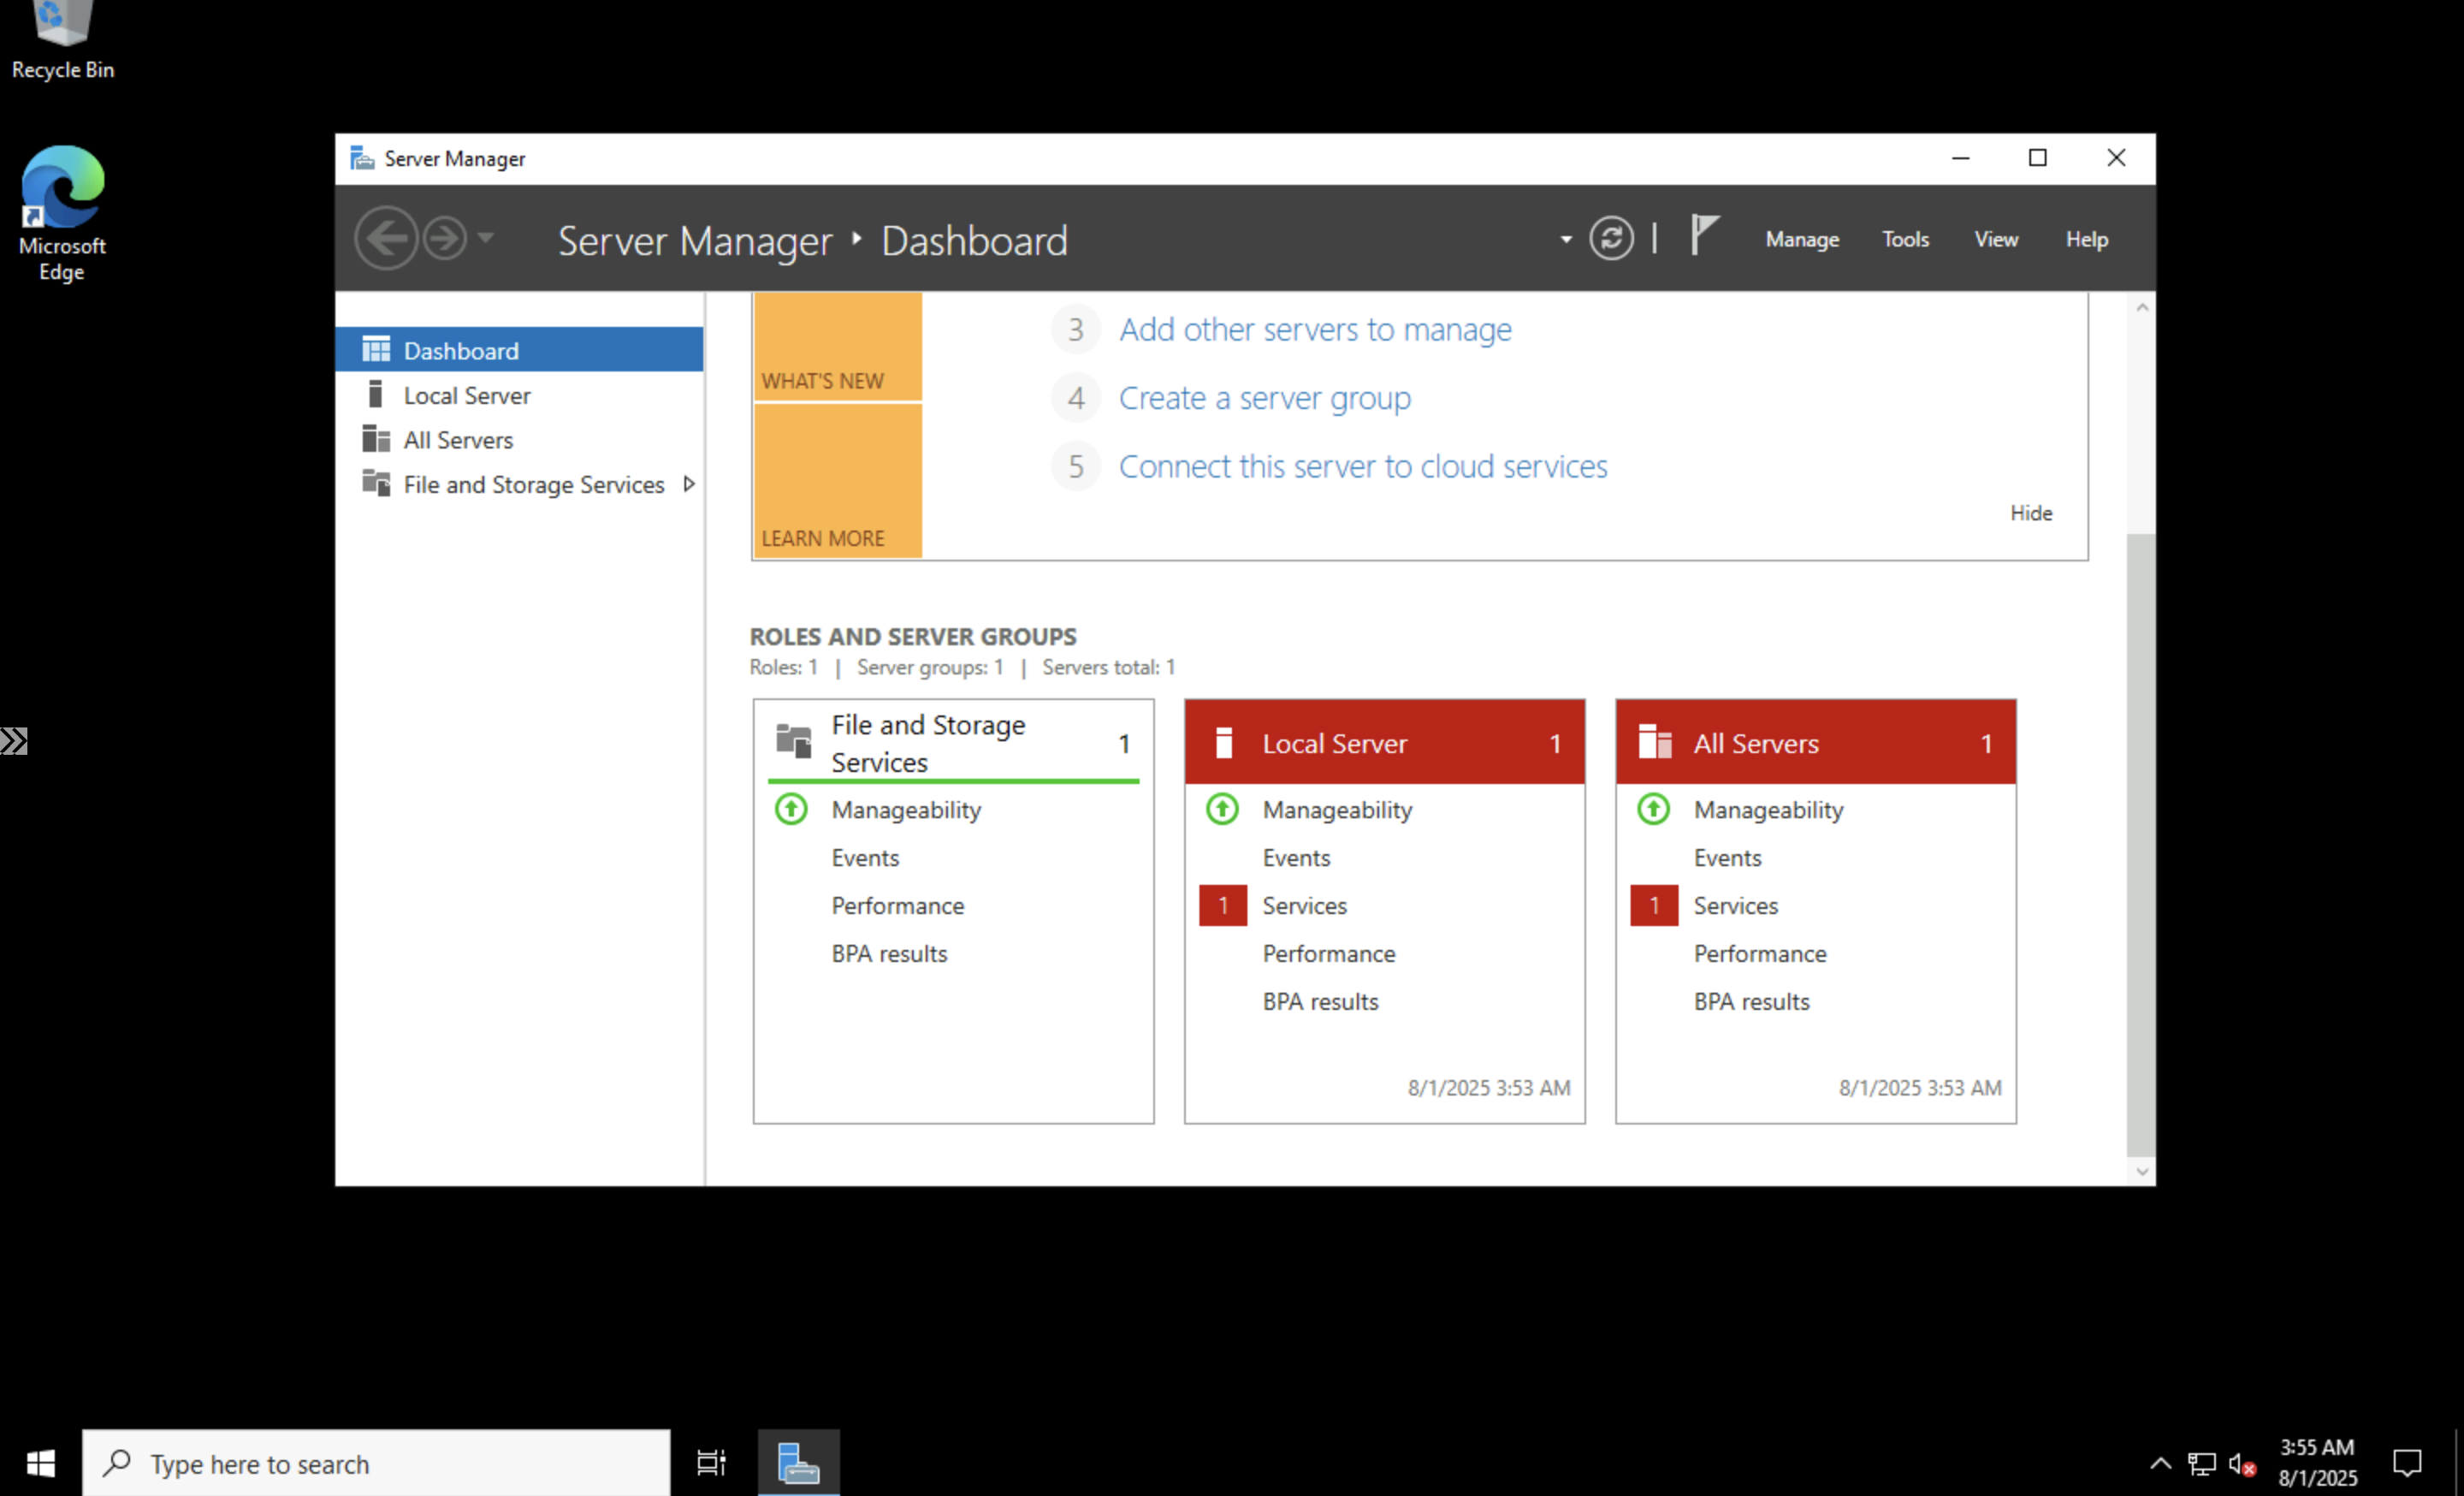 Recycle Bin
Microsoft
Edge
Server Manager
Server Manager Dashboard
Manage Tools View Help
Dashboard
Local Server
All Servers
File and Storage Services
WHAT'S NEW
LEARN MORE
3 Add other servers to manage
4 Create a server group
5 Connect this server to cloud services
Hide
ROLES AND SERVER GROUPS
Roles: 1 | Server groups: 1 | Servers total: 1
File and Storage
Services 1
Manageability
Events
Performance
BPA results
Local Server 1
Manageability
Events
1 Services
Performance
BPA results
8/1/2025 3:53 AM
All Servers 1
Manageability
Events
1 Services
Performance
BPA results
8/1/2025 3:53 AM
Type here to search
3:55 AM
8/1/2025